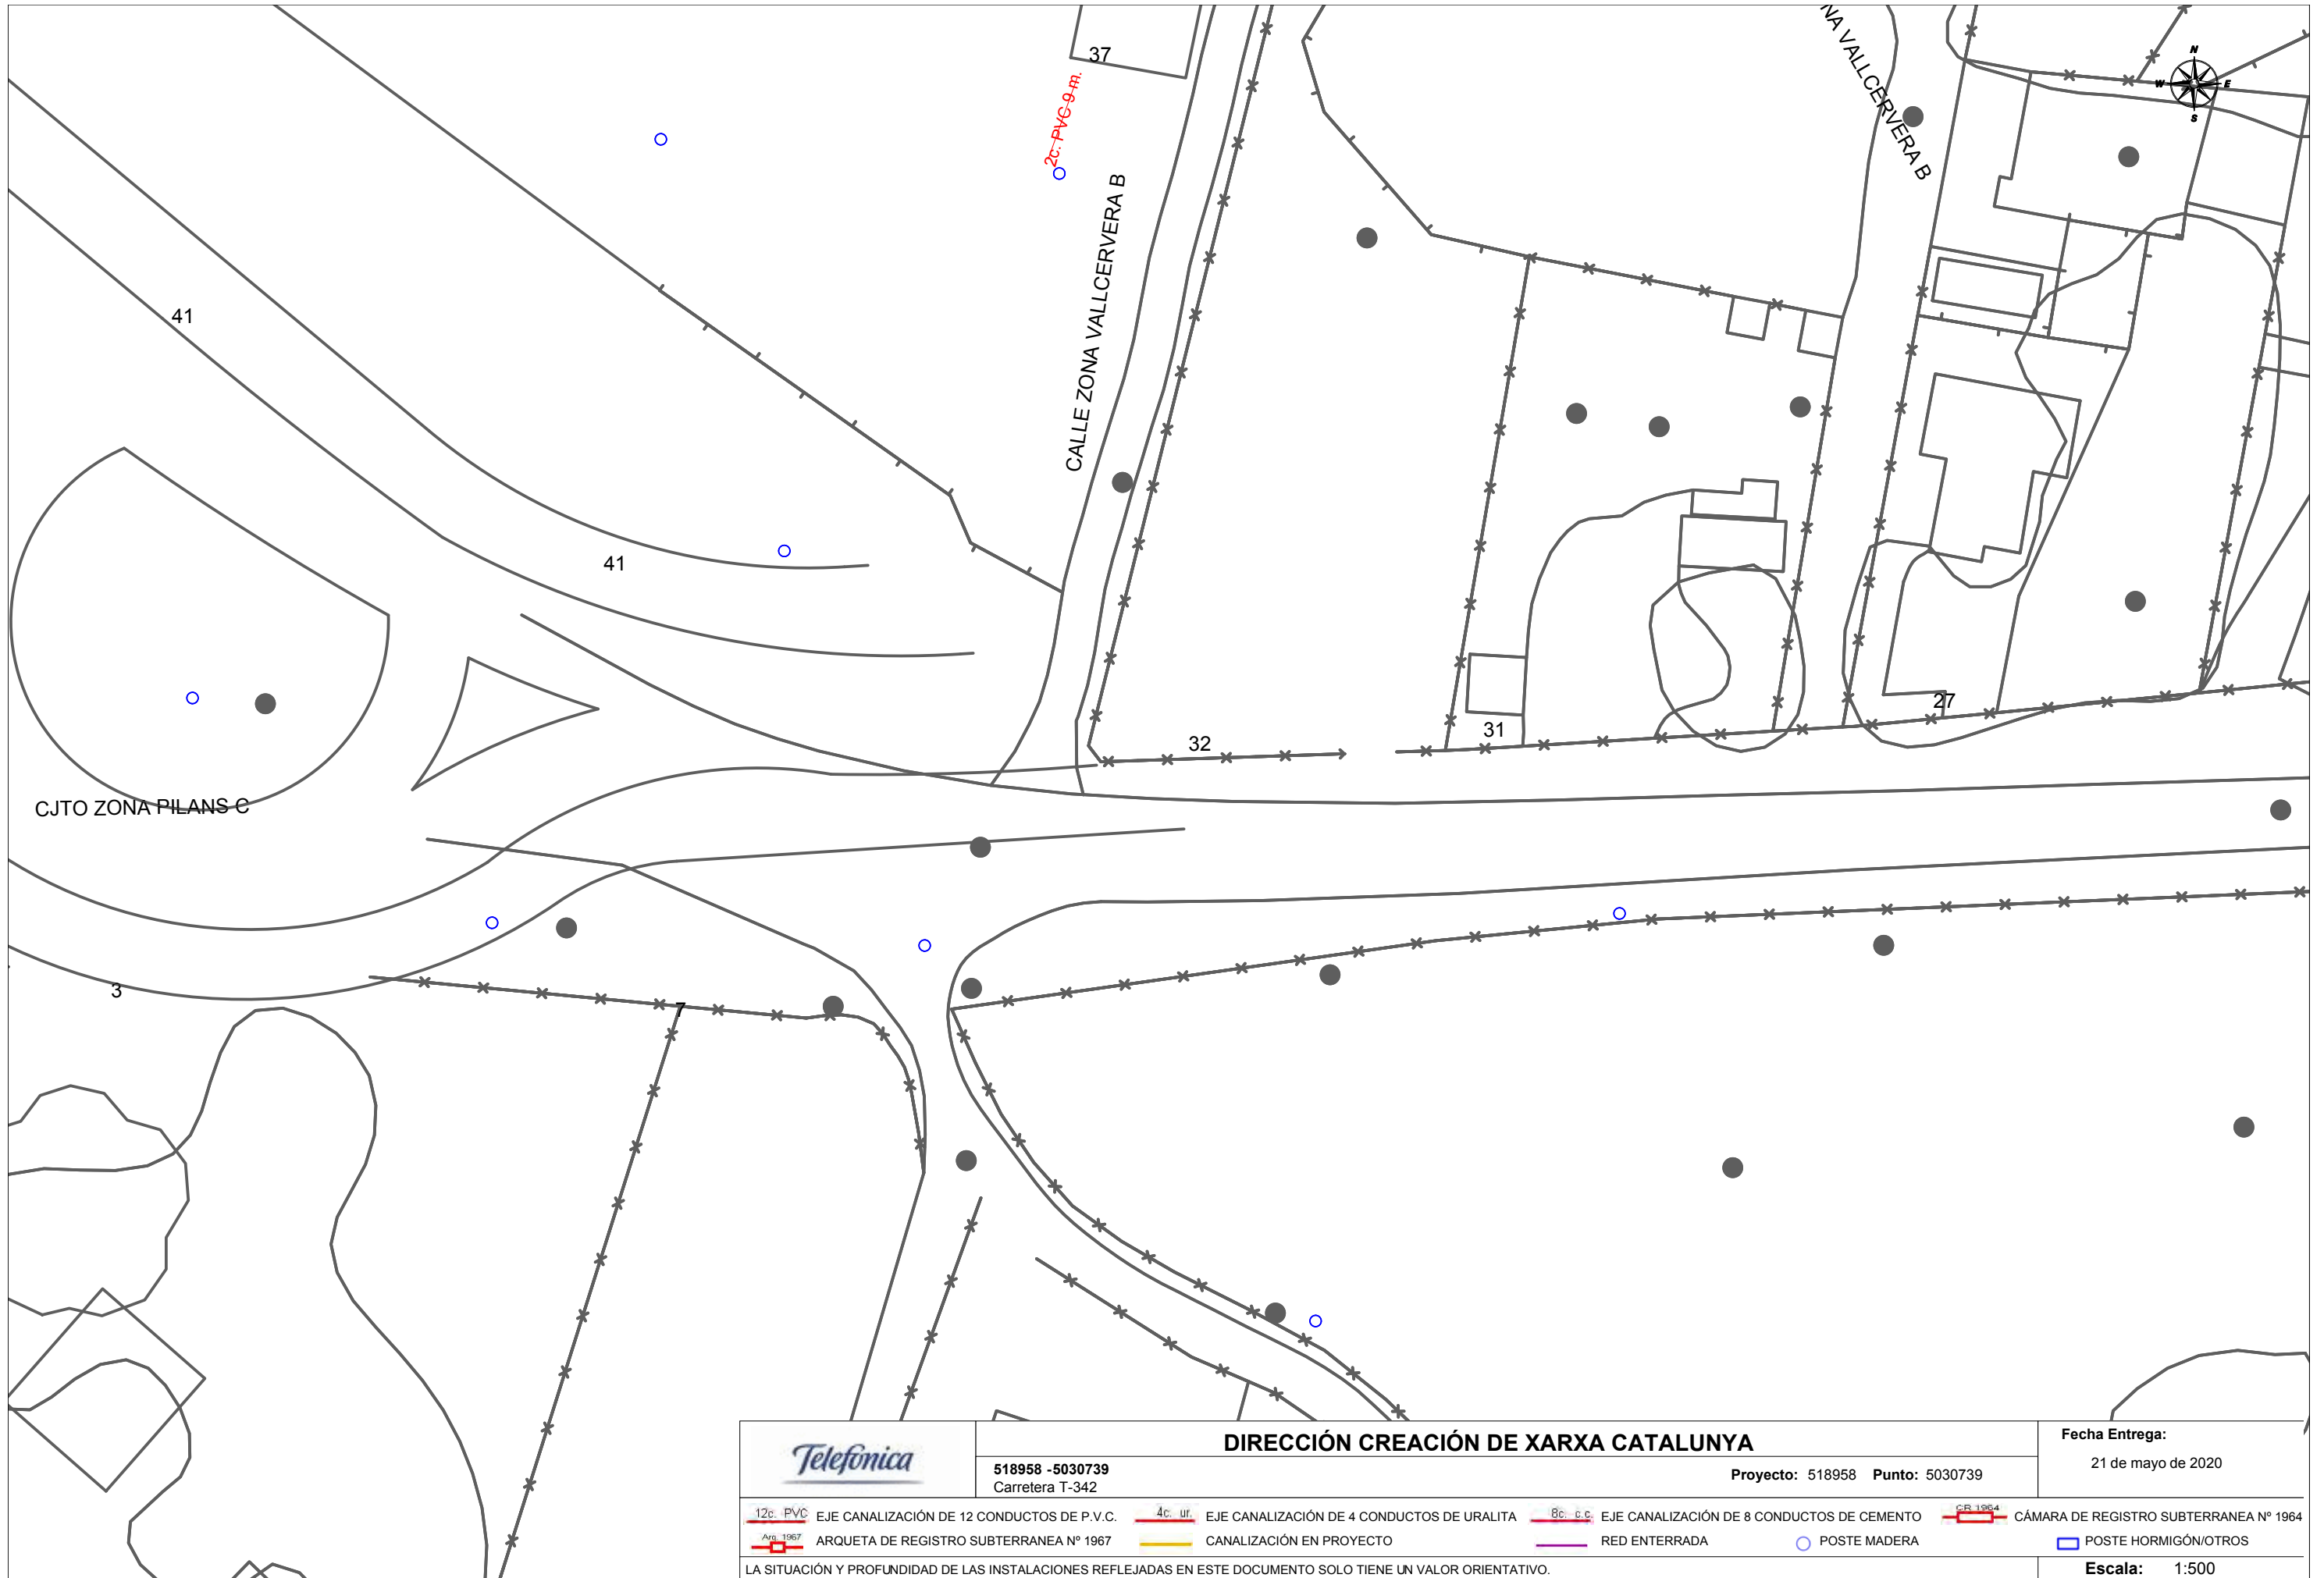 37
2c. PVC 9 m.
NA VALLCERVERA B
N
W E
S
CALLE ZONA VALLCERVERA B
41
41
32
31
27
CJTO ZONA PILANS C
3
7
Telefónica
DIRECCIÓN CREACIÓN DE XARXA CATALUNYA
518958 -5030739
Carretera T-342
Proyecto: 518958 Punto: 5030739
Fecha Entrega:
21 de mayo de 2020
12c. PVC EJE CANALIZACIÓN DE 12 CONDUCTOS DE P.V.C. 4c. ur. EJE CANALIZACIÓN DE 4 CONDUCTOS DE URALITA 8c. c.c. EJE CANALIZACIÓN DE 8 CONDUCTOS DE CEMENTO CR 1964 CÁMARA DE REGISTRO SUBTERRANEA Nº 1964
Arq. 1967 ARQUETA DE REGISTRO SUBTERRANEA Nº 1967 CANALIZACIÓN EN PROYECTO RED ENTERRADA POSTE MADERA POSTE HORMIGÓN/OTROS
LA SITUACIÓN Y PROFUNDIDAD DE LAS INSTALACIONES REFLEJADAS EN ESTE DOCUMENTO SOLO TIENE UN VALOR ORIENTATIVO.
Escala: 1:500